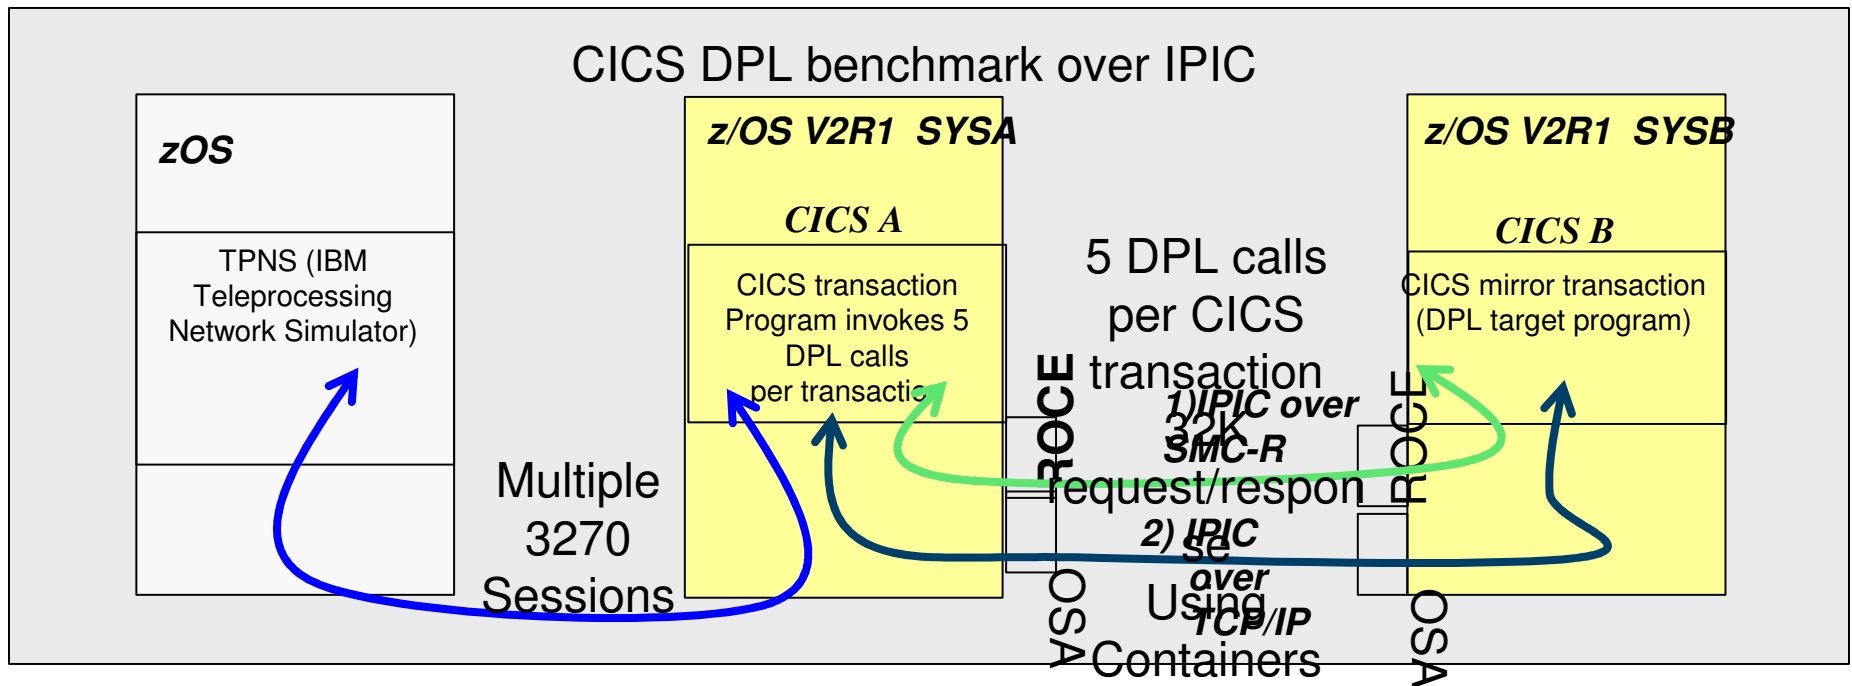 CICS DPL benchmark over IPIC
zOS
TPNS (IBM
Teleprocessing
Network Simulator)
Multiple
3270
Sessions
z/OS V2R1 SYSA
CICS A
CICS transaction
Program invokes 5
DPL calls
per transactio
ROCE
OSA
5 DPL calls
per CICS
transaction
32K
request/respon
se
Using
Containers
1)IPIC over
SMC-R
2) IPIC
over
TCP/IP
z/OS V2R1 SYSB
CICS B
CICS mirror transaction
(DPL target program)
ROCE
OSA